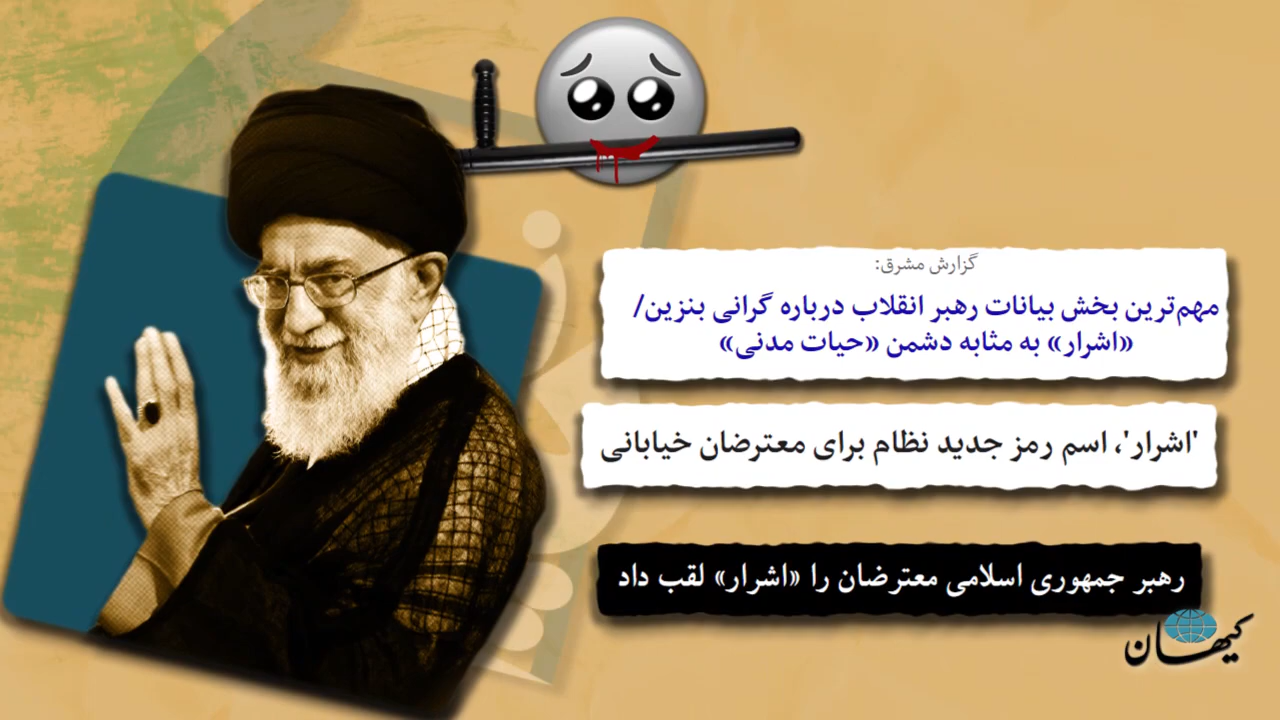 گزارش مشرق:
مهم‌ترین بخش بیانات رهبر انقلاب درباره گرانی بنزین/
«اشرار» به مثابه دشمن «حیات مدنی»
'اشرار'، اسم رمز جدید نظام برای معترضان خیابانی
رهبر جمهوری اسلامی معترضان را «اشرار» لقب داد
کیهان